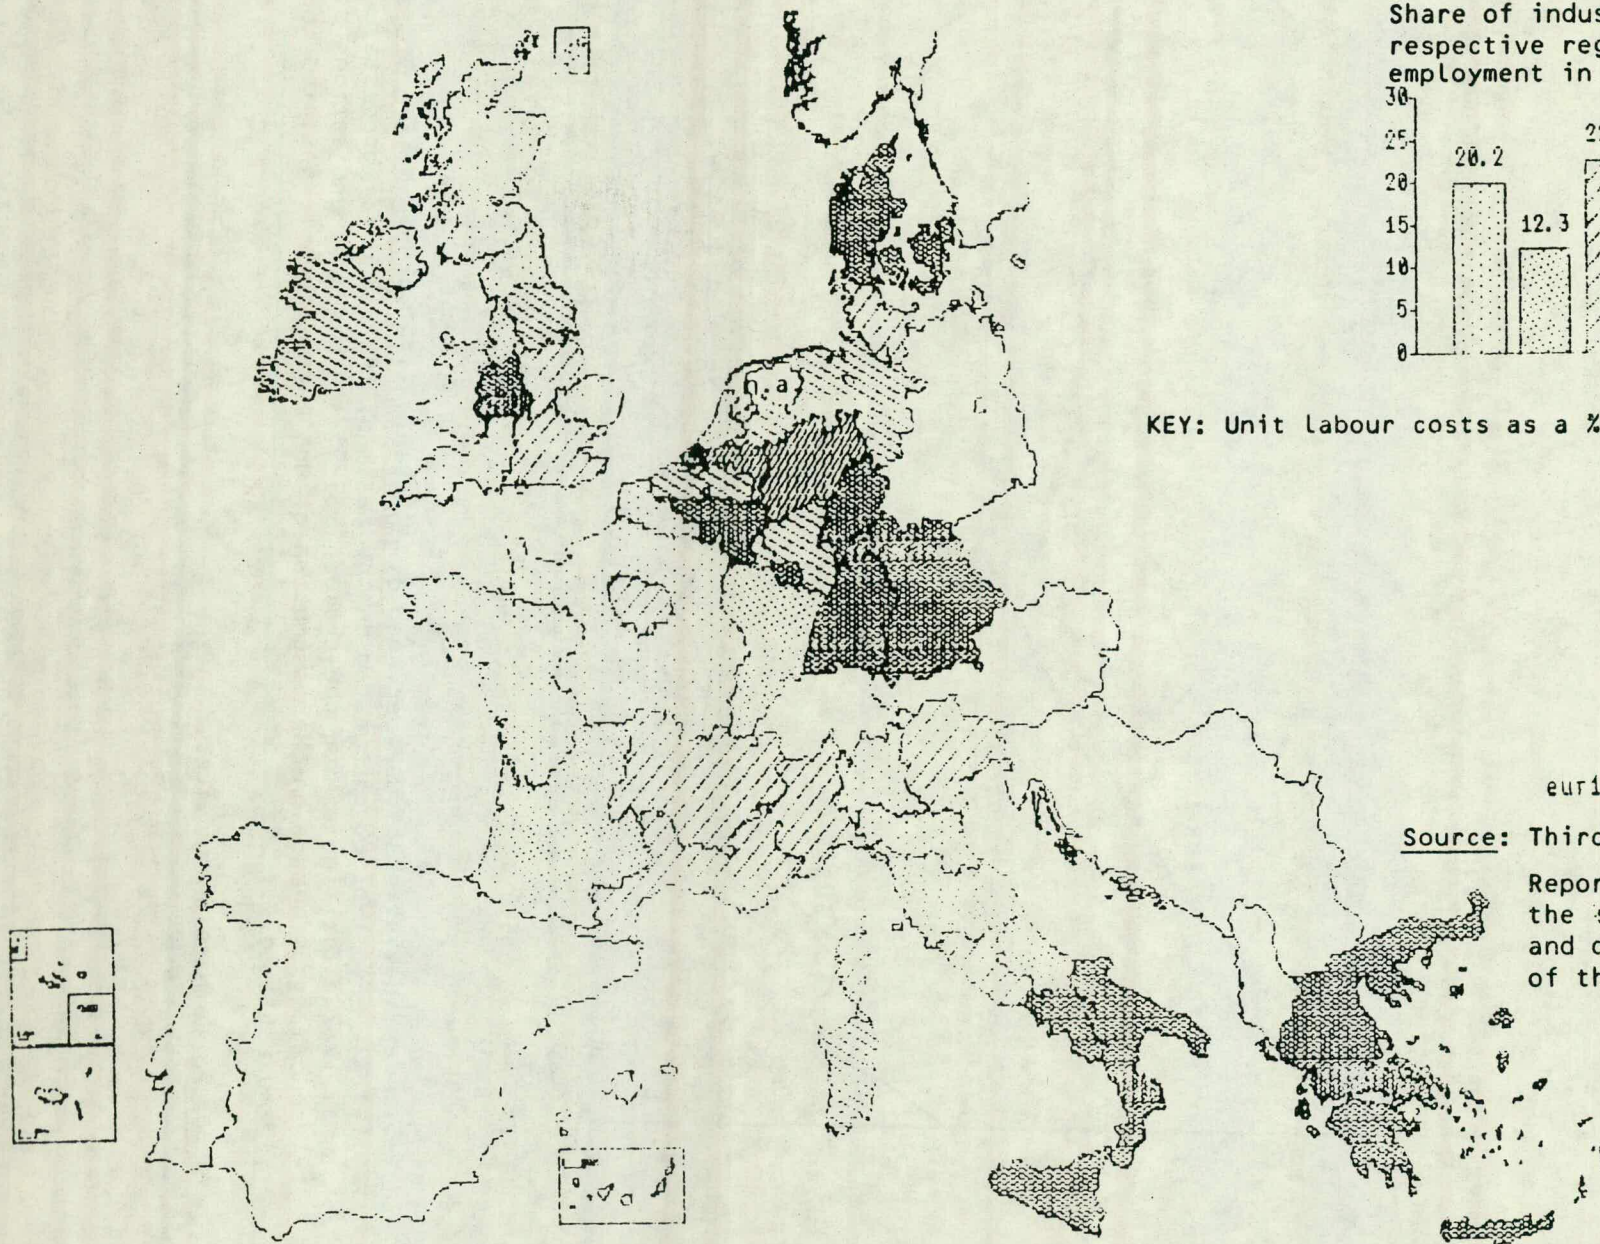 Share of indus
respective reg
employment in
30
25
20
15
10
5
0
20.2
12.3
2
n.a.
KEY: Unit labour costs as a %
eur1
Source: Third
Repor
the s
and d
of th